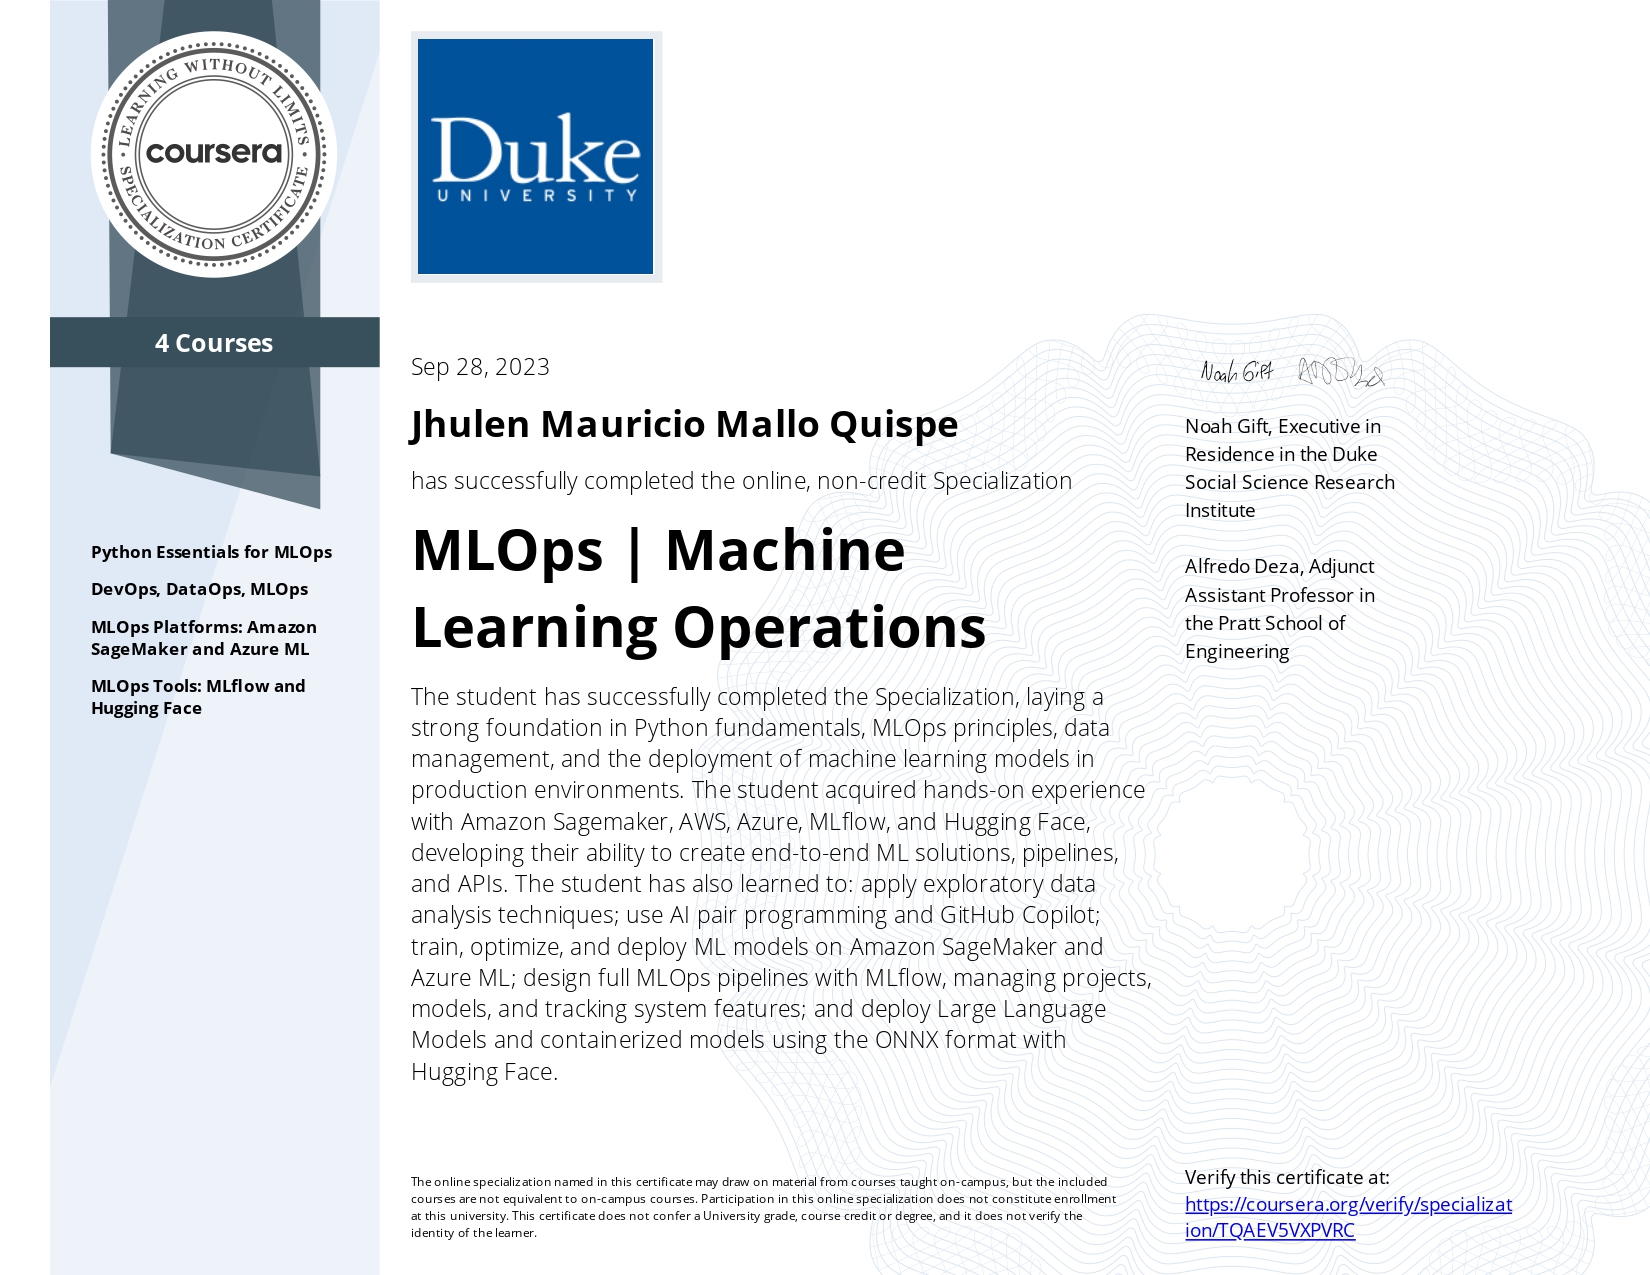 LEARNING WITHOUT LIMITS
coursera
SPECIALIZATION CERTIFICATE
4 Courses
Python Essentials for MLOps
DevOps, DataOps, MLOps
MLOps Platforms: Amazon
SageMaker and Azure ML
MLOps Tools: MLflow and
Hugging Face
Duke
UNIVERSITY
Sep 28, 2023
Jhulen Mauricio Mallo Quispe
has successfully completed the online, non-credit Specialization
MLOps | Machine
Learning Operations
The student has successfully completed the Specialization, laying a
strong foundation in Python fundamentals, MLOps principles, data
management, and the deployment of machine learning models in
production environments. The student acquired hands-on experience
with Amazon Sagemaker, AWS, Azure, MLflow, and Hugging Face,
developing their ability to create end-to-end ML solutions, pipelines,
and APIs. The student has also learned to: apply exploratory data
analysis techniques; use AI pair programming and GitHub Copilot;
train, optimize, and deploy ML models on Amazon SageMaker and
Azure ML; design full MLOps pipelines with MLflow, managing projects,
models, and tracking system features; and deploy Large Language
Models and containerized models using the ONNX format with
Hugging Face.
The online specialization named in this certificate may draw on material from courses taught on-campus, but the included
courses are not equivalent to on-campus courses. Participation in this online specialization does not constitute enrollment
at this university. This certificate does not confer a University grade, course credit or degree, and it does not verify the
identity of the learner.
Noah Gift
Noah Gift, Executive in
Residence in the Duke
Social Science Research
Institute
Alfredo Deza, Adjunct
Assistant Professor in
the Pratt School of
Engineering
Verify this certificate at:
https://coursera.org/verify/specializat
ion/TQAEV5VXPVRC